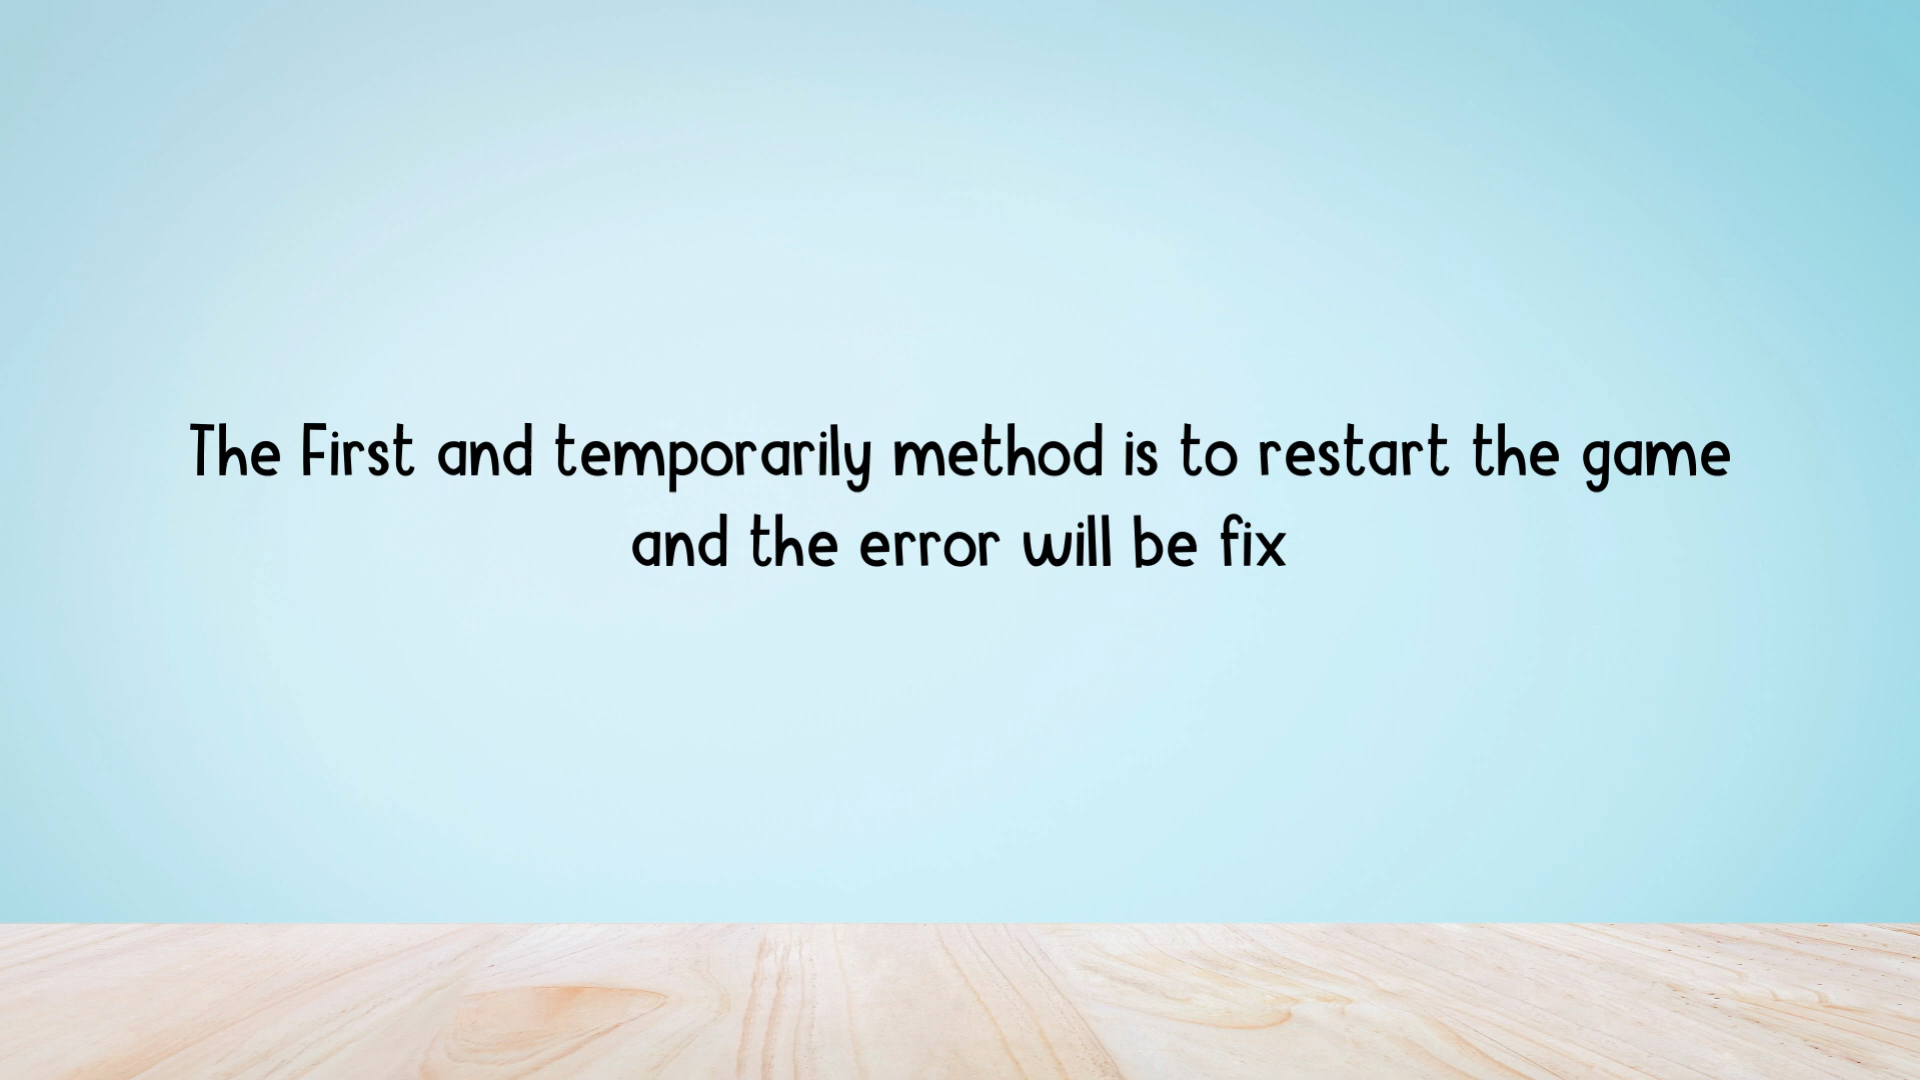 The First and temporarily method is to restart the game
and the error will be fix